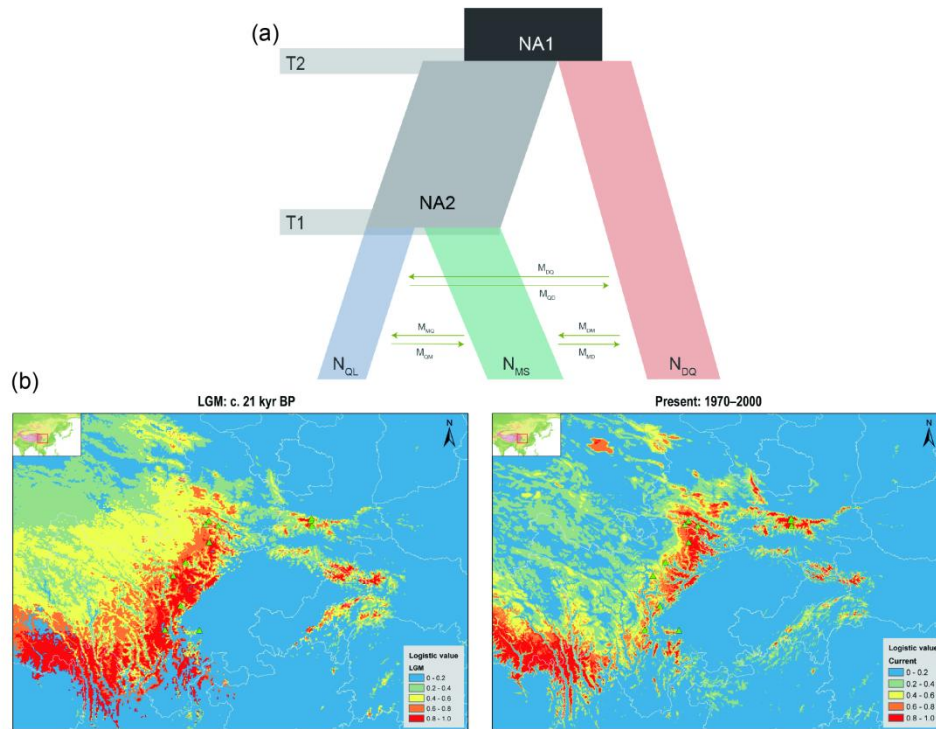 (a)
NA1
T2
NA2
T1
M_DQ
M_QD
M_MQ
M_QM
M_DM
M_MD
N_QL
N_MS
N_DQ
(b)
LGM: c. 21 kyr BP
Present: 1970–2000
N
N
Logistic value
LGM
0 - 0.2
0.2 - 0.4
0.4 - 0.6
0.6 - 0.8
0.8 - 1.0
Logistic value
Current
0 - 0.2
0.2 - 0.4
0.4 - 0.6
0.6 - 0.8
0.8 - 1.0